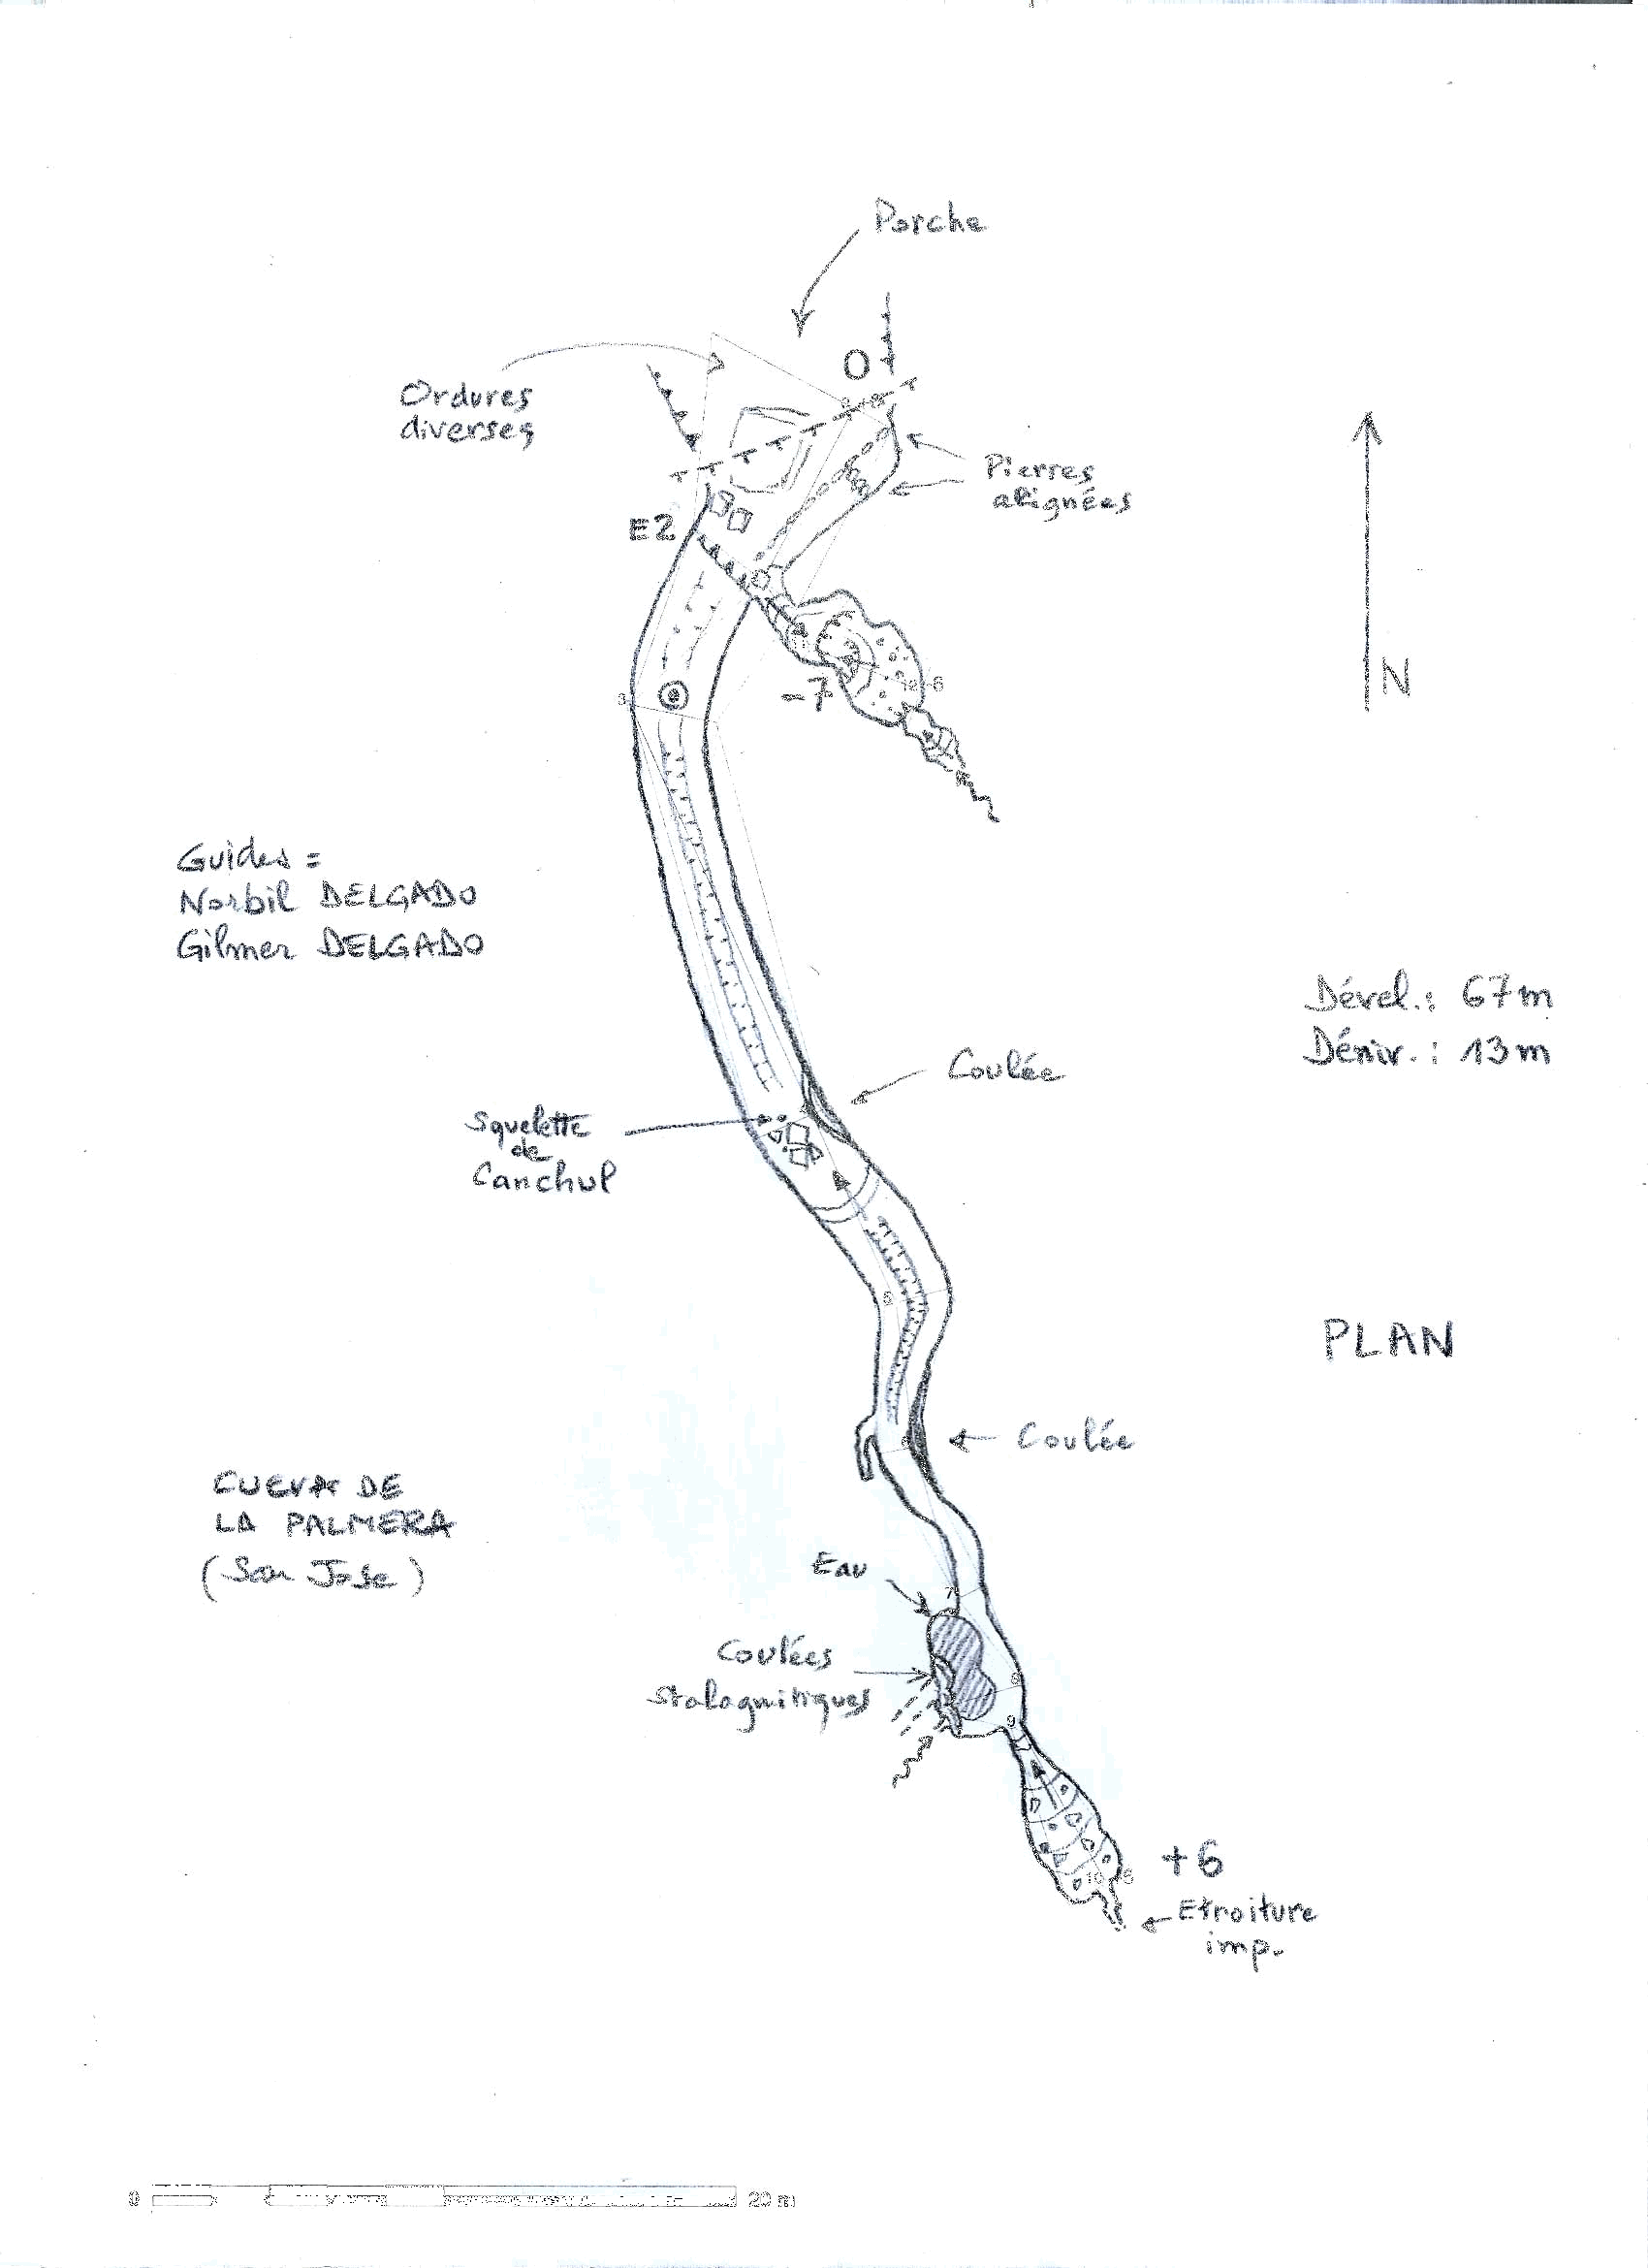 Porche
O
Ordures
diverses
Pierres
alignées
E2
-7
N
Guides =
Norbil DELGADO
Gilmer DELGADO
Dével.: 67m
Déniv.: 13m
Coulée
Squelette
de
Canchul
PLAN
Coulée
CUEVA DE
LA PALMERA
(San Jose)
Eau
Coulées
Stalagmitiques
+6
Etroiture
imp.
0 20 m